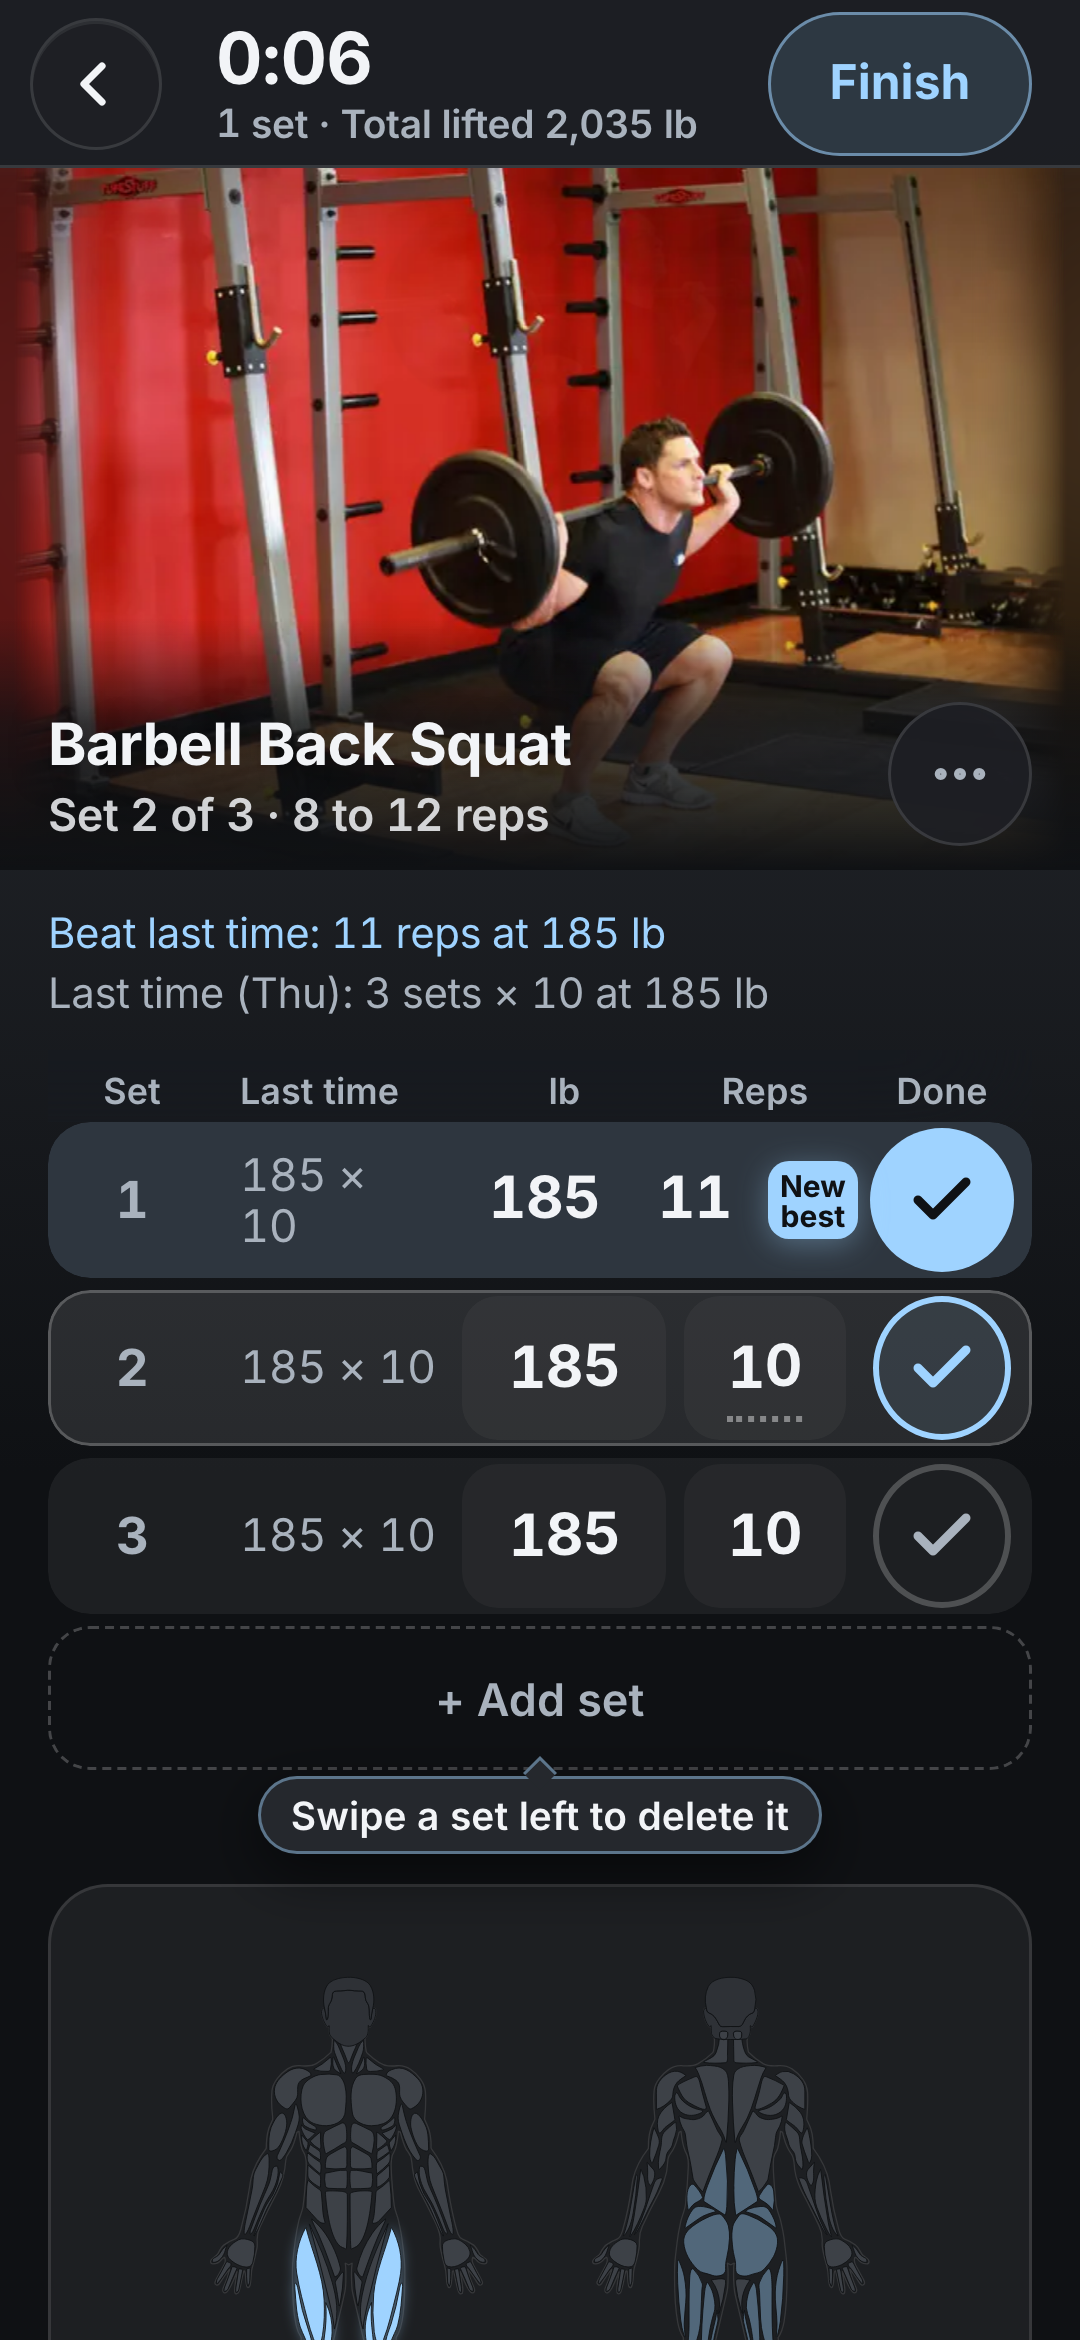 0:06
1 set · Total lifted 2,035 lb
Finish
Barbell Back Squat
Set 2 of 3 · 8 to 12 reps
Beat last time: 11 reps at 185 lb
Last time (Thu): 3 sets × 10 at 185 lb
Set Last time lb Reps Done
1 185 × 10 185 11 New best
2 185 × 10 185 10
3 185 × 10 185 10
+ Add set
Swipe a set left to delete it